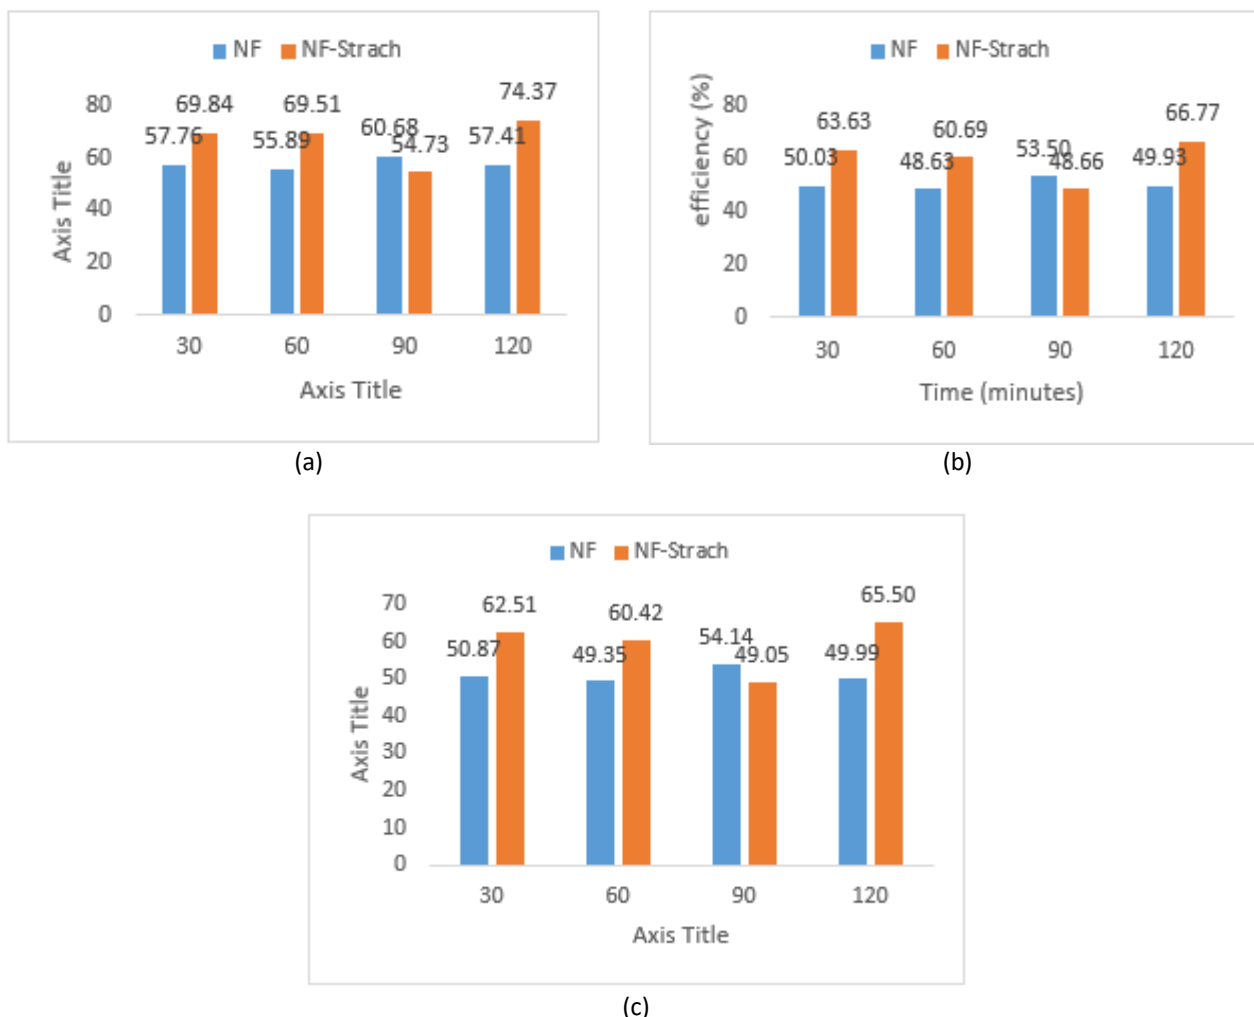 NF NF-Strach
80
60
40
20
0
Axis Title
57.76 69.84 55.89 69.51 60.68 54.73 57.41 74.37
30 60 90 120
Axis Title
(a)
NF NF-Strach
80
60
40
20
0
efficiency (%)
50.03 63.63 48.63 60.69 53.50 48.66 49.93 66.77
30 60 90 120
Time (minutes)
(b)
NF NF-Strach
70
60
50
40
30
20
10
0
Axis Title
50.87 62.51 49.35 60.42 54.14 49.05 49.99 65.50
30 60 90 120
Axis Title
(c)